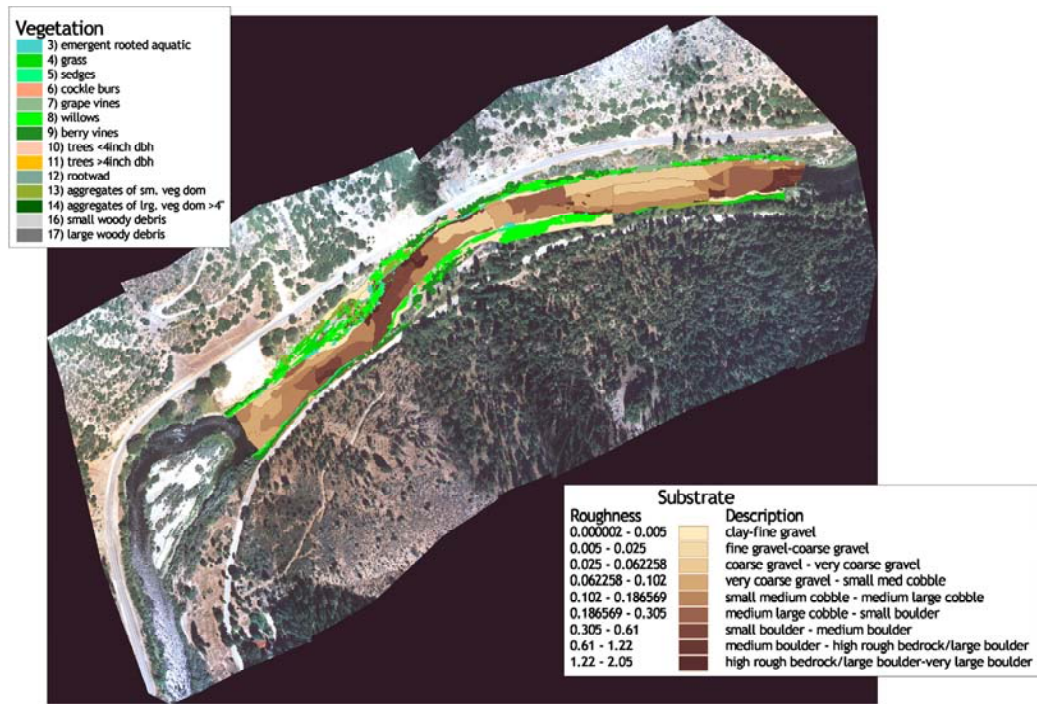 Vegetation
3) emergent rooted aquatic
4) grass
5) sedges
6) cockle burs
7) grape vines
8) willows
9) berry vines
10) trees <4inch dbh
11) trees >4inch dbh
12) rootwad
13) aggregates of sm. veg dom
14) aggregates of lrg. veg dom >4"
16) small woody debris
17) large woody debris
Substrate
Roughness Description
0.000002 - 0.005 clay-fine gravel
0.005 - 0.025 fine gravel-coarse gravel
0.025 - 0.062258 coarse gravel - very coarse gravel
0.062258 - 0.102 very coarse gravel - small med cobble
0.102 - 0.186569 small medium cobble - medium large cobble
0.186569 - 0.305 medium large cobble - small boulder
0.305 - 0.61 small boulder - medium boulder
0.61 - 1.22 medium boulder - high rough bedrock/large boulder
1.22 - 2.05 high rough bedrock/large boulder-very large boulder